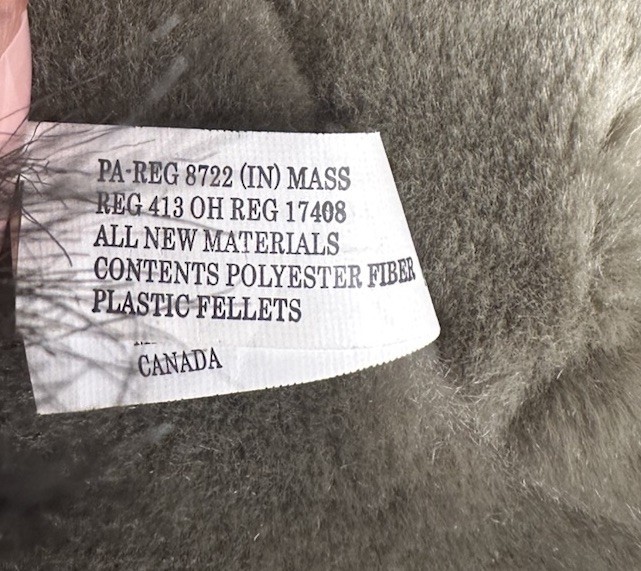 PA-REG 8722 (IN) MASS
REG 413 OH REG 17408
ALL NEW MATERIALS
CONTENTS POLYESTER FIBER
PLASTIC FELLETS
CANADA